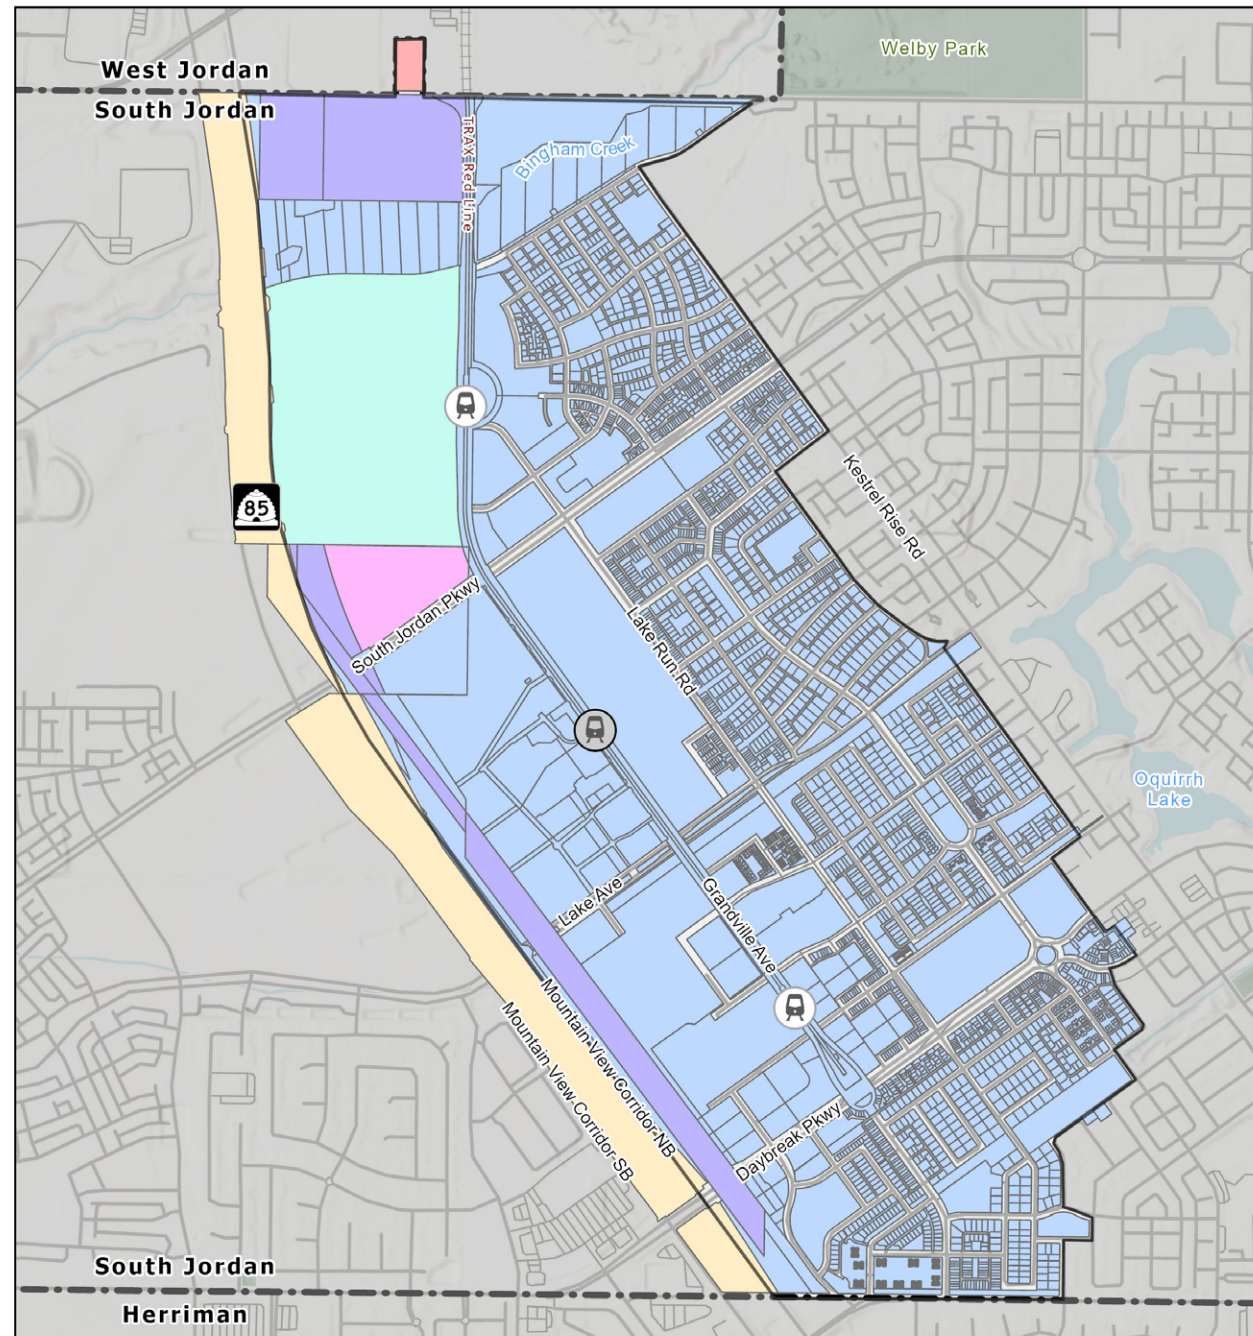 Welby Park
West Jordan
South Jordan
TRAX Red Line
Bingham Creek
85
Kestrel Rise Rd
South Jordan Pkwy
Lake Run Rd
Oquirrh
Lake
Lake Ave
Grandville Ave
Mountain View Corridor NB
Mountain View Corridor SB
Daybreak Pkwy
South Jordan
Herriman